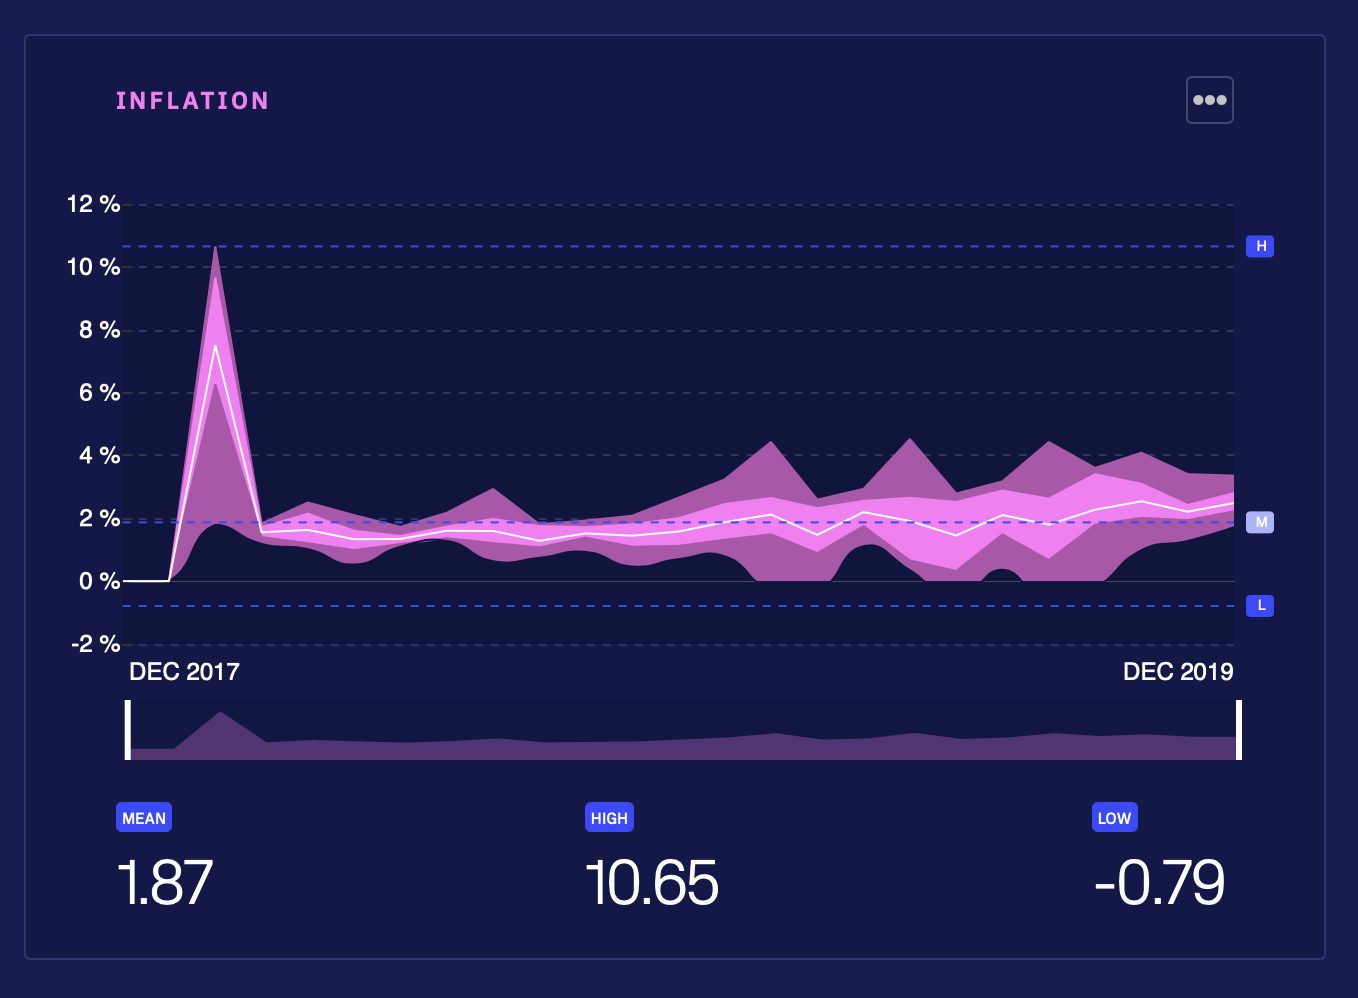 INFLATION
12 %
H
10 %
8 %
6 %
4 %
2 %
M
0 %
L
-2 %
DEC 2017 DEC 2019
MEAN HIGH LOW
1.87 10.65 -0.79